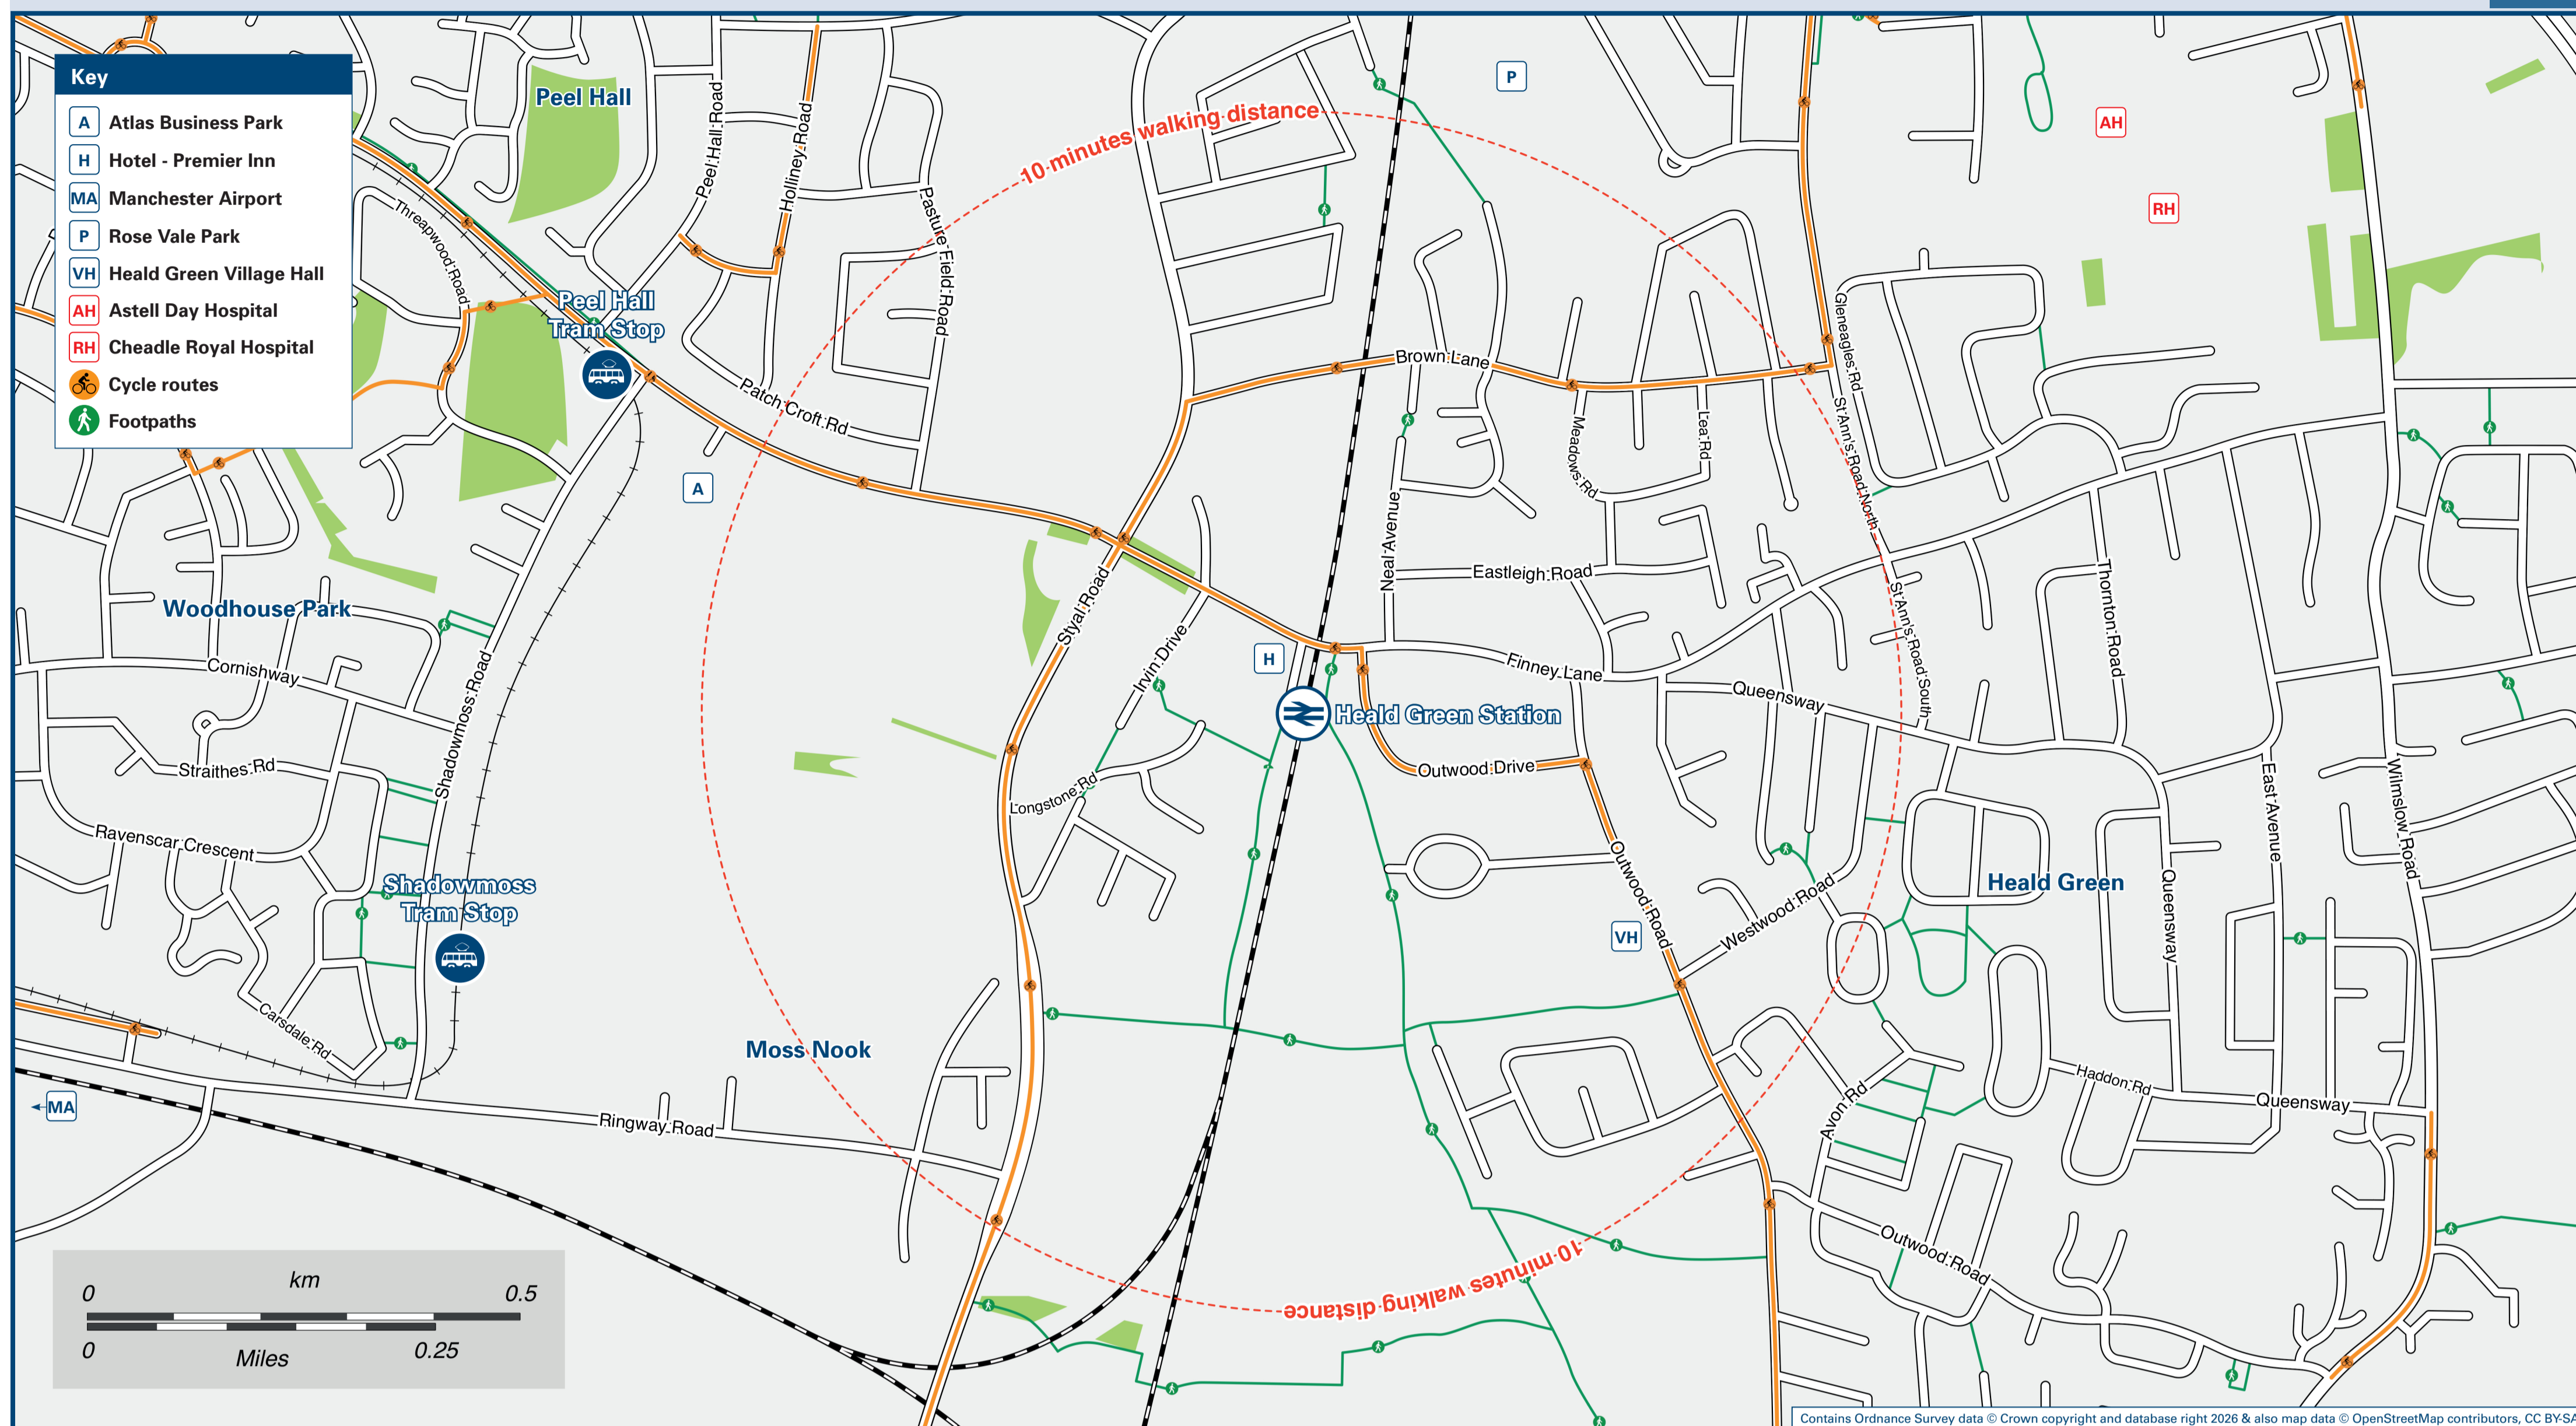 Key
A Atlas Business Park
H Hotel - Premier Inn
MA Manchester Airport
P Rose Vale Park
VH Heald Green Village Hall
AH Astell Day Hospital
RH Cheadle Royal Hospital
Cycle routes
Footpaths
Peel Hall
P
AH
RH
10 minutes walking distance
Peel Hall Road
Holliney Road
Threapwood Road
Pasture Field Road
Peel Hall
Tram Stop
Gleneagles Rd
Brown Lane
Patch Croft Rd
Meadows Rd
Lea Rd
St Ann's Road North
A
Neal Avenue
Eastleigh Road
Styal Road
Woodhouse Park
Irvin Drive
St Ann's Road South
Thornton Road
H
Finney Lane
Cornishway
Shadowmoss Road
Queensway
Heald Green Station
Straithes Rd
Outwood Drive
Longstone Rd
East Avenue
Wilmslow Road
Ravenscar Crescent
Outwood Road
Westwood Road
Heald Green
Queensway
Shadowmoss
Tram Stop
VH
Carsdale Rd
Moss Nook
Haddon Rd
Avon Rd
Queensway
MA
Ringway Road
Outwood Road
10 minutes walking distance
km
0 0.5
0 0.25
Miles
Contains Ordnance Survey data © Crown copyright and database right 2026 & also map data © OpenStreetMap contributors, CC BY-SA